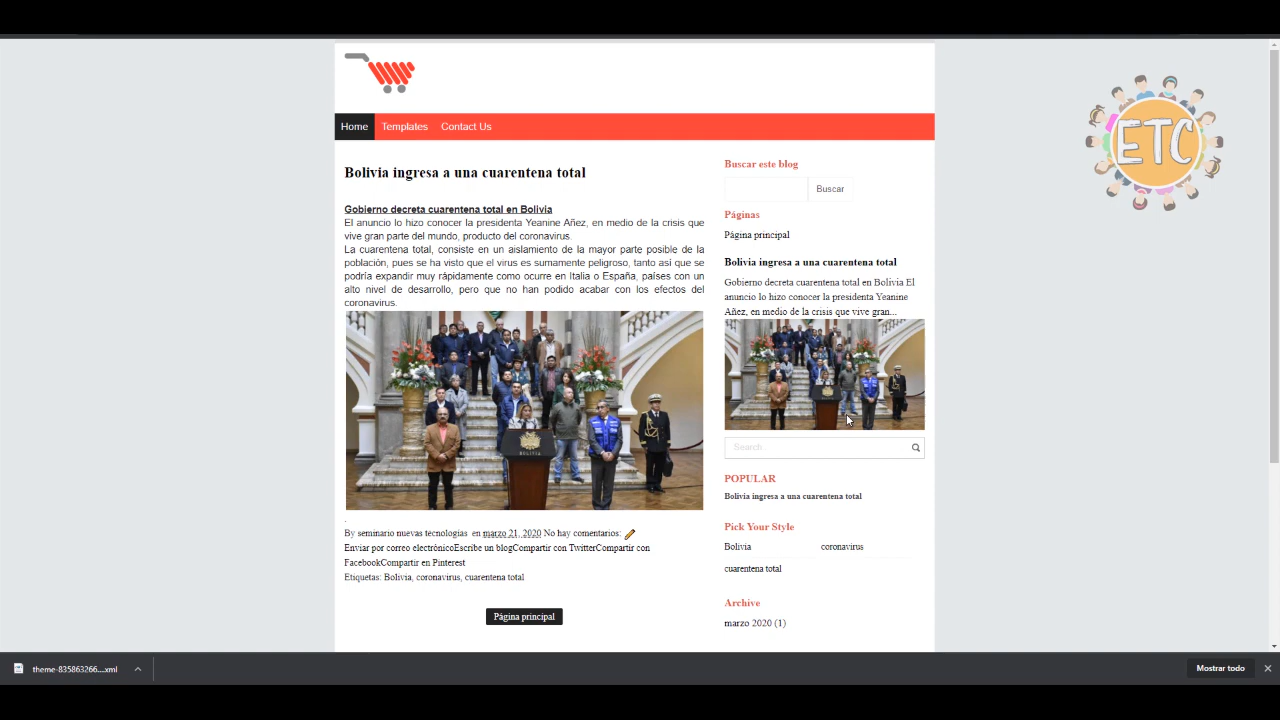 ETC
Home Templates Contact Us
Bolivia ingresa a una cuarentena total
Gobierno decreta cuarentena total en Bolivia
El anuncio lo hizo conocer la presidenta Yeanine Añez, en medio de la crisis que
vive gran parte del mundo, producto del coronavirus.
La cuarentena total, consiste en un aislamiento de la mayor parte posible de la
población, pues se ha visto que el virus es sumamente peligroso, tanto asi que se
podría expandir muy rápidamente como ocurre en Italia o España, países con un
alto nivel de desarrollo, pero que no han podido acabar con los efectos del
coronavirus.
BOLIVIA
.
By seminario nuevas tecnologías en marzo 21, 2020 No hay comentarios:
Enviar por correo electrónicoEscribe un blogCompartir con TwitterCompartir con
FacebookCompartir en Pinterest
Etiquetas: Bolivia, coronavirus, cuarentena total
Página principal
Buscar este blog
Buscar
Páginas
Página principal
Bolivia ingresa a una cuarentena total
Gobierno decreta cuarentena total en Bolivia El
anuncio lo hizo conocer la presidenta Yeanine
Añez, en medio de la crisis que vive gran...
Search
POPULAR
Bolivia ingresa a una cuarentena total
Pick Your Style
Bolivia coronavirus
cuarentena total
Archive
marzo 2020 (1)
theme-835863266....xml
Mostrar todo